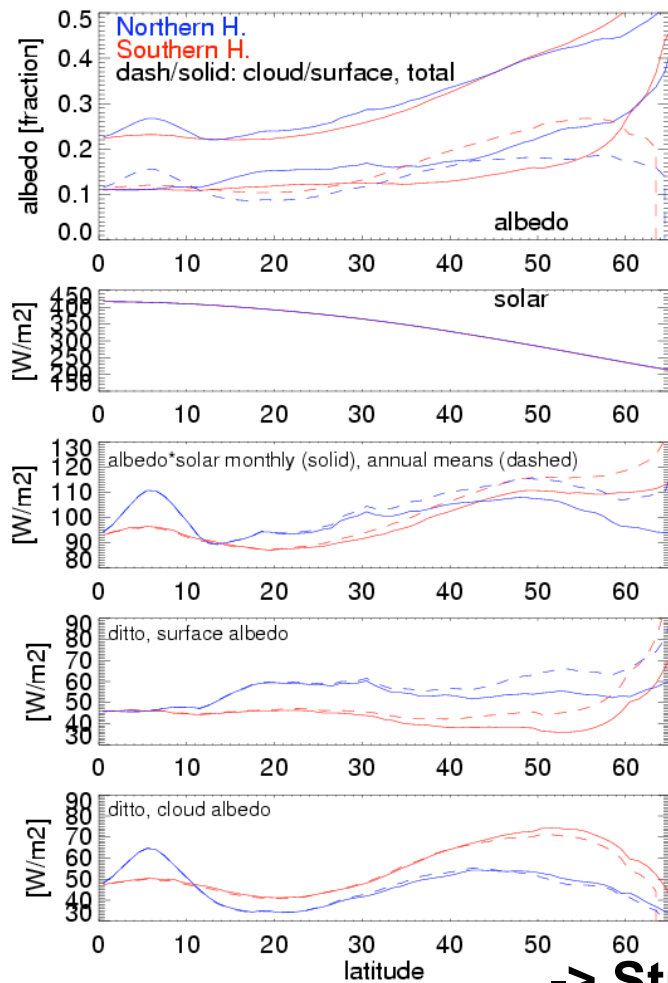 0.5
0.4
0.3
0.2
0.1
0.0
albedo [fraction]
Northern H.
Southern H.
dash/solid: cloud/surface, total
albedo
0 10 20 30 40 50 60
450
400
350
300
250
200
150
[W/m2]
solar
0 10 20 30 40 50 60
130
120
110
100
90
80
[W/m2]
albedo*solar monthly (solid), annual means (dashed)
0 10 20 30 40 50 60
90
80
70
60
50
40
30
[W/m2]
ditto, surface albedo
0 10 20 30 40 50 60
90
80
70
60
50
40
30
[W/m2]
ditto, cloud albedo
0 10 20 30 40 50 60
latitude
-> St